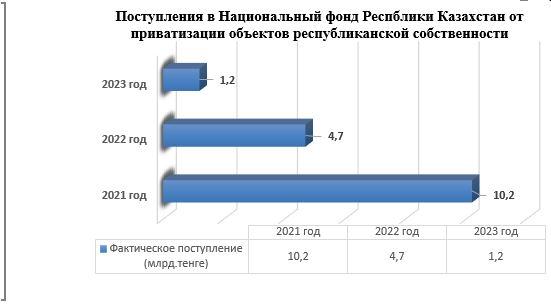 Поступления в Национальный фонд Респблики Казахстан от
приватизации объектов республиканской собственности
2023 год
1,2
2022 год
4,7
2021 год
10,2
2021 год 2022 год 2023 год
Фактическое поступление
(млрд.тенге)
10,2 4,7 1,2